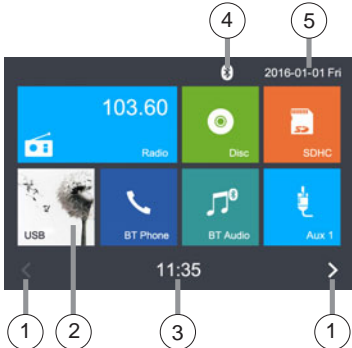 4 5
2016-01-01 Fri
103.60
Radio Disc SDHC
USB BT Phone BT Audio Aux 1
11:35
1 2 3 1